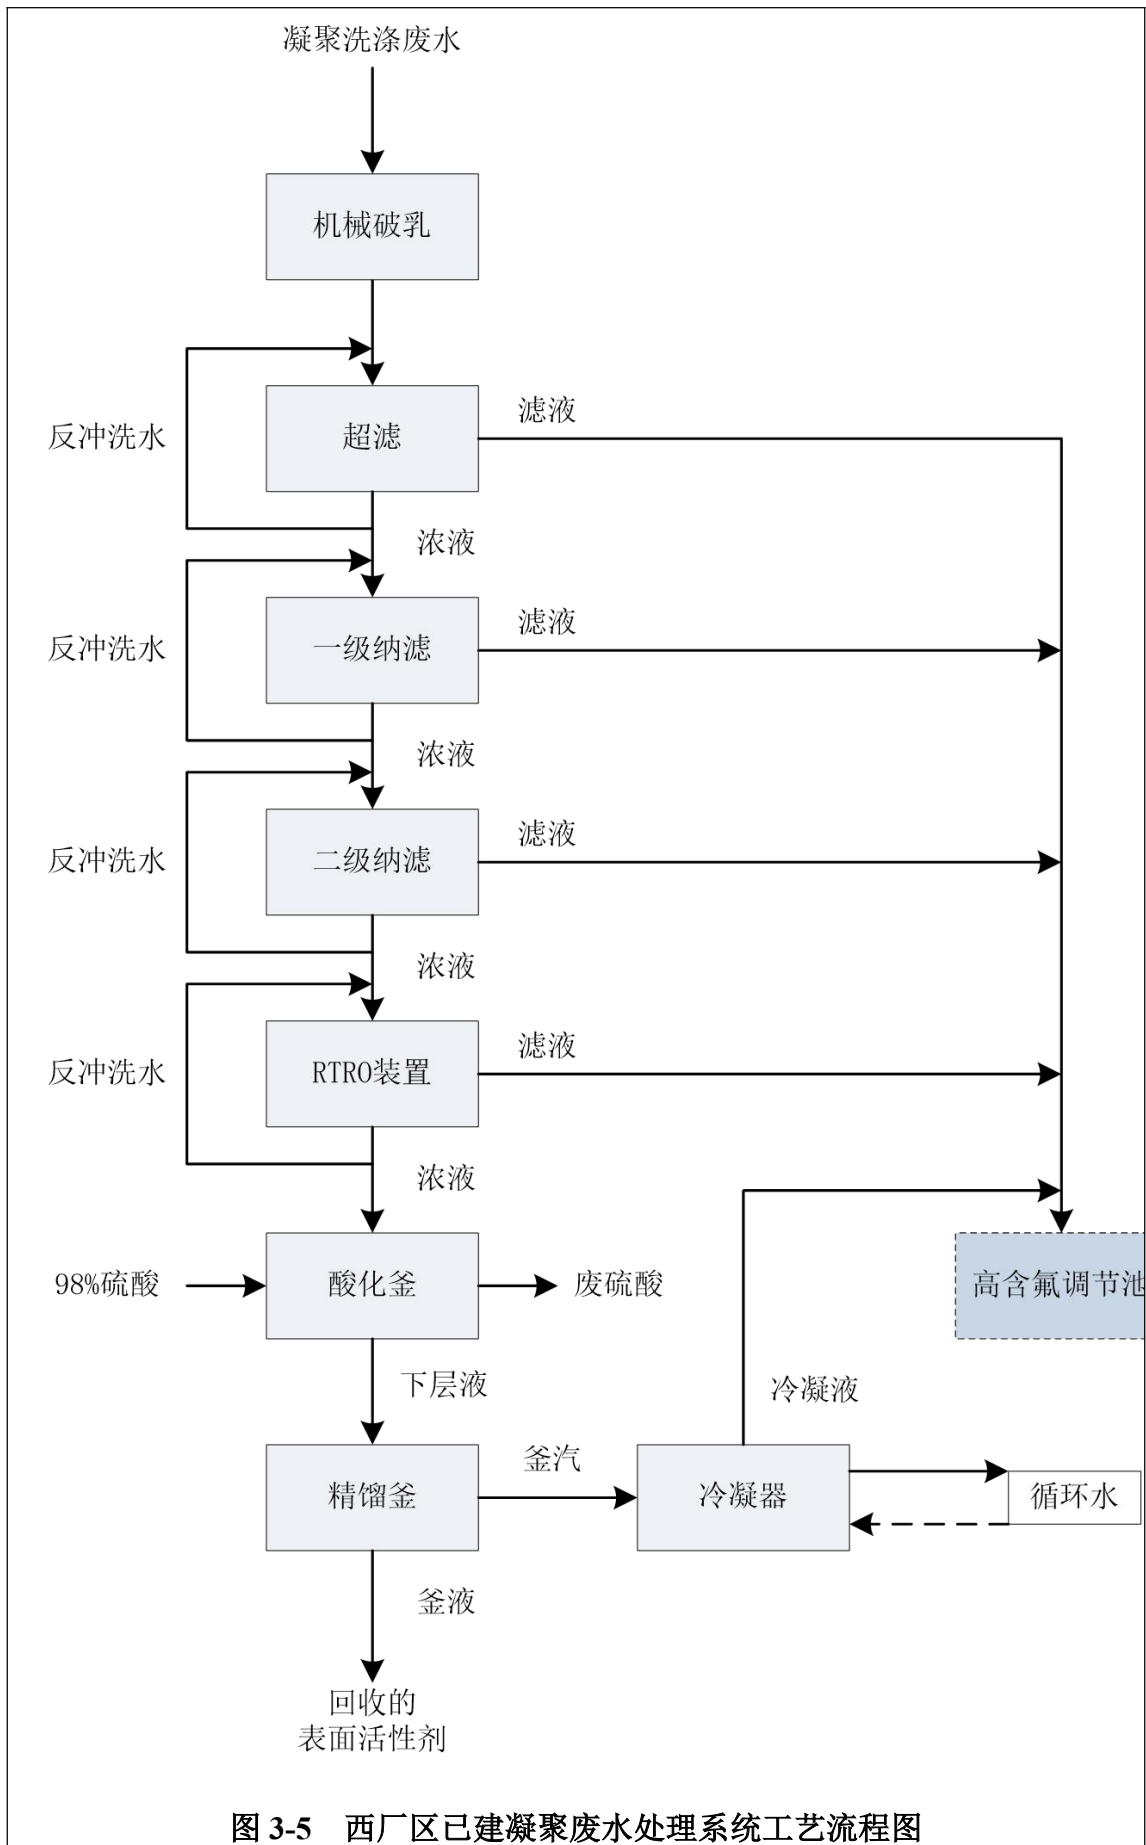 凝聚洗涤废水
机械破乳
滤液
反冲洗水
超滤
浓液
滤液
反冲洗水
一级纳滤
浓液
滤液
反冲洗水
二级纳滤
浓液
滤液
反冲洗水
RTRO装置
浓液
98%硫酸
酸化釜
废硫酸
高含氟调节池
下层液
冷凝液
釜汽
精馏釜
冷凝器
循环水
釜液
回收的
表面活性剂
图 3-5 西厂区已建凝聚废水处理系统工艺流程图